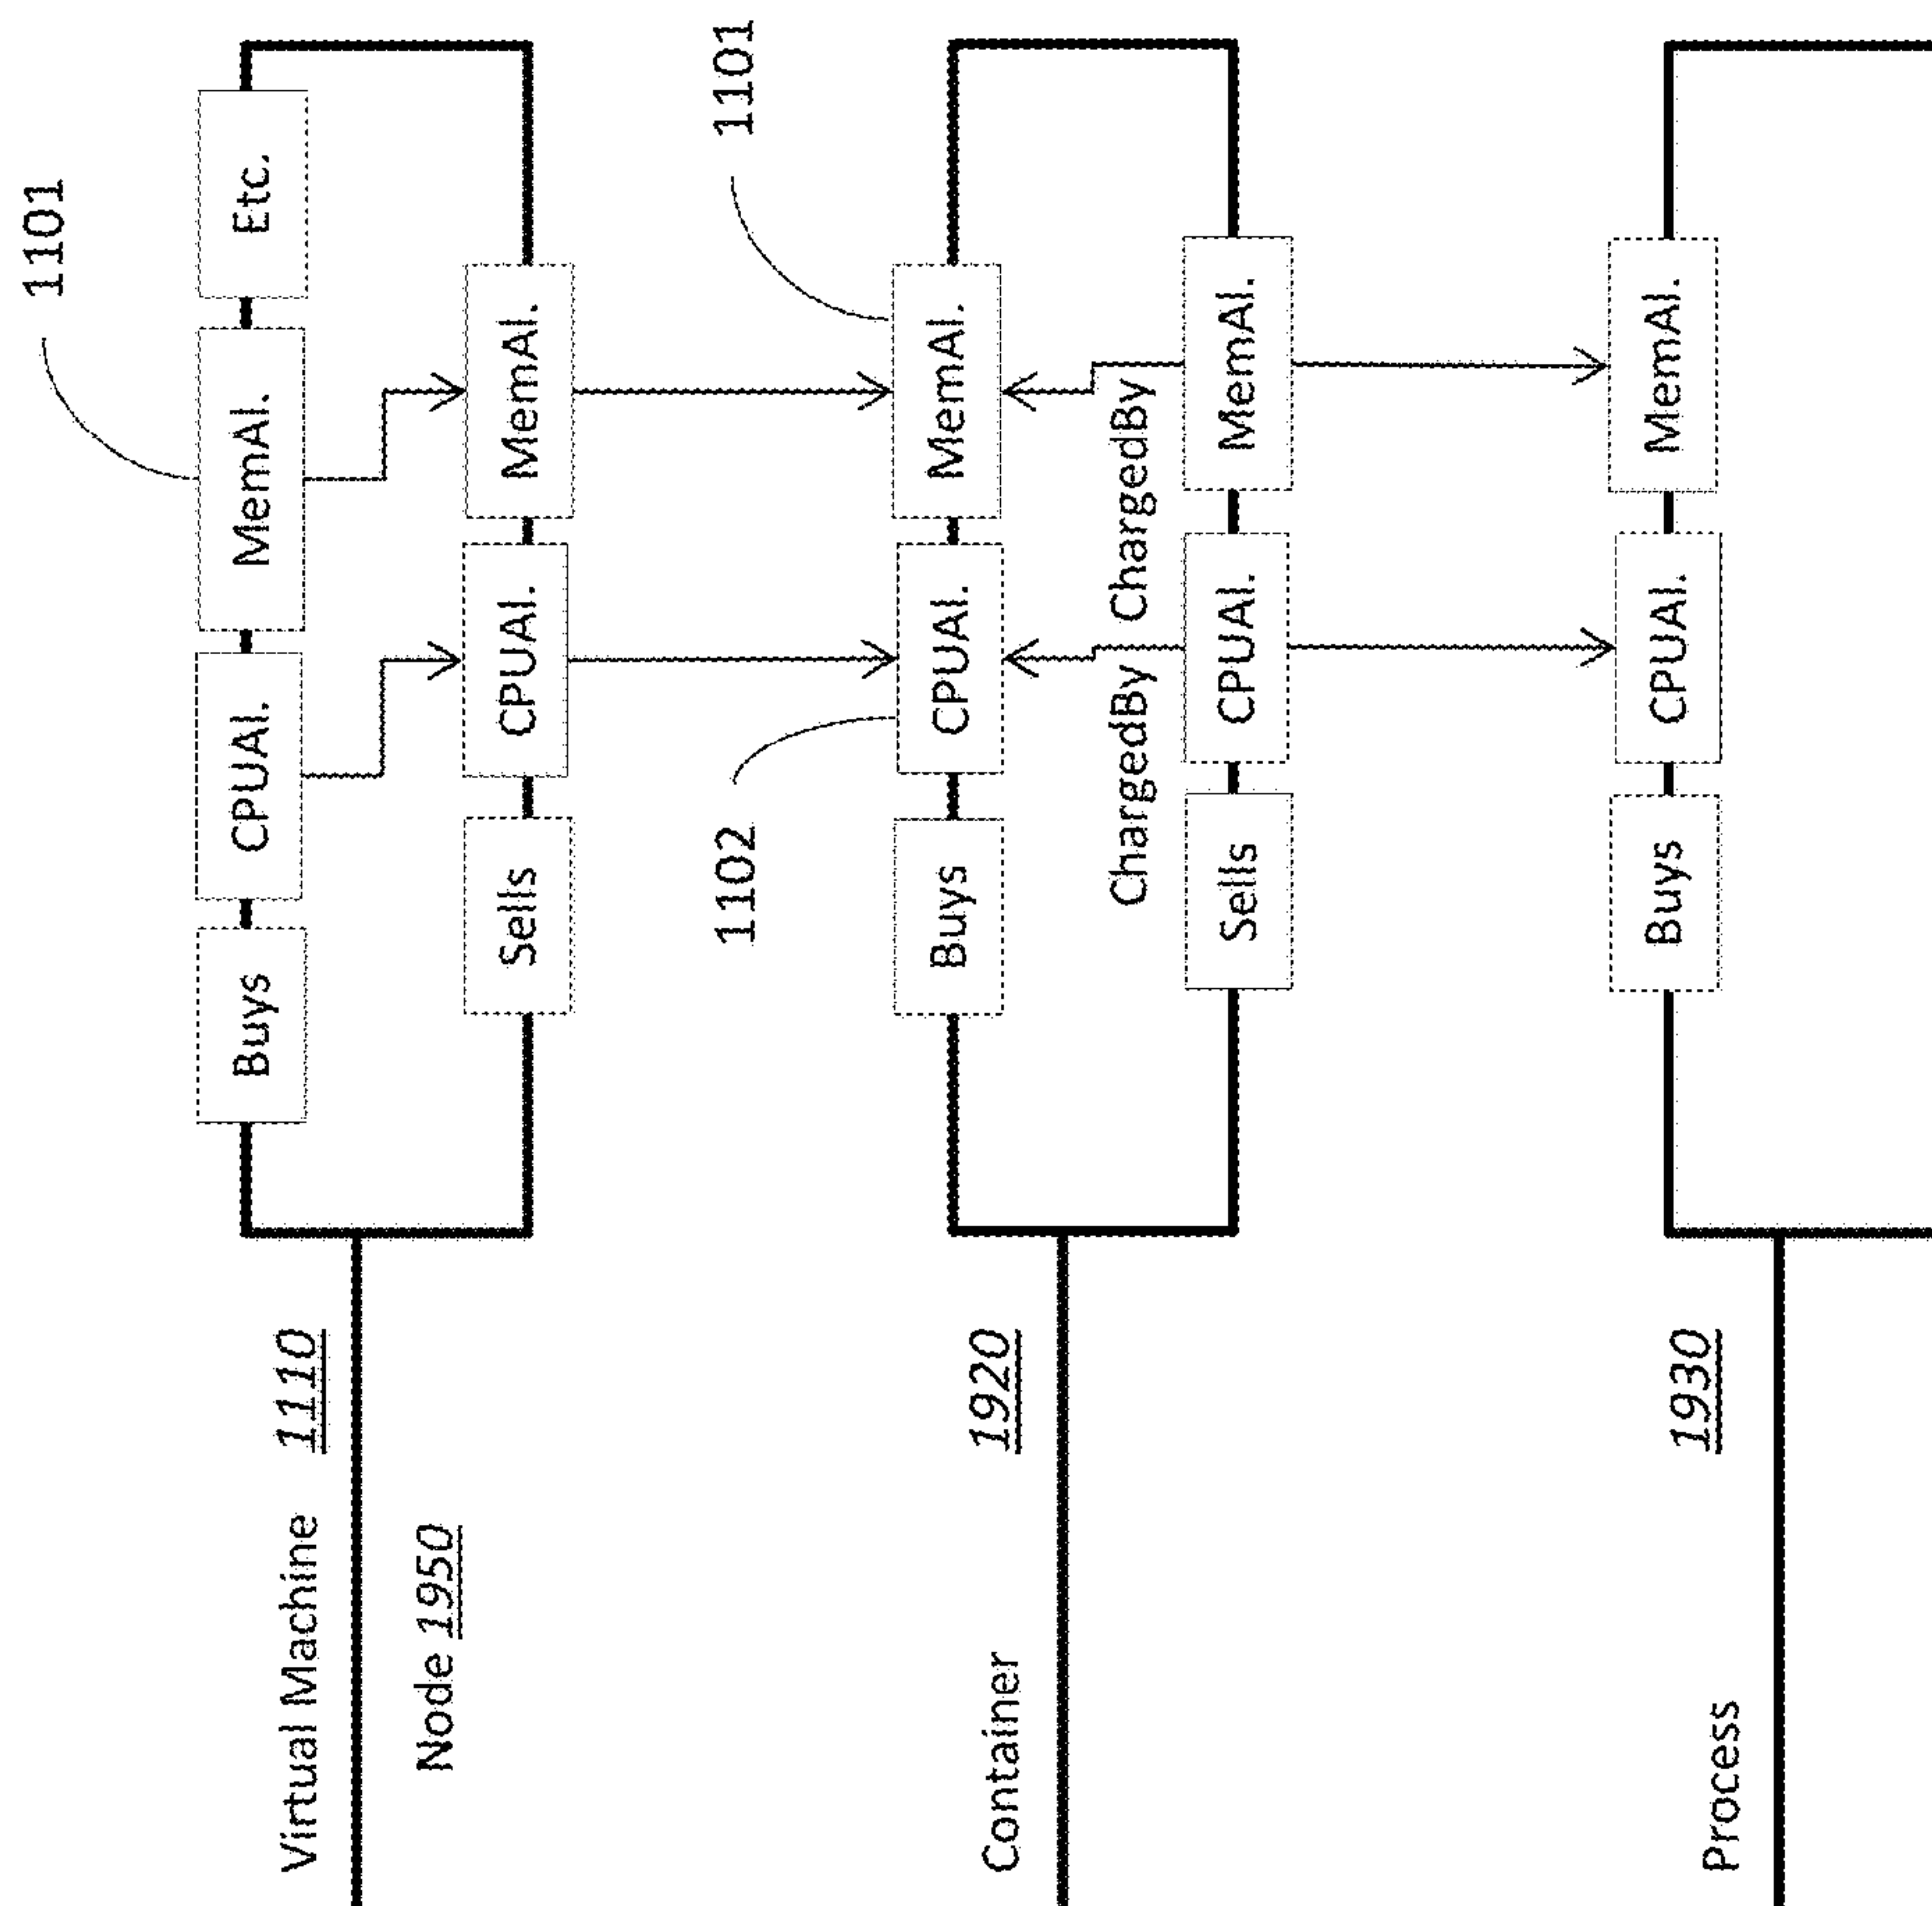 1101
Virtual Machine 1110
Buys CPUAl. MemAl. Etc.
Node 1950
Sells CPUAl. MemAl.
1102 1101
Container 1920
Buys CPUAl. MemAl.
ChargedBy ChargedBy
Sells CPUAl. MemAl.
Process 1930
Buys CPUAl. MemAl.